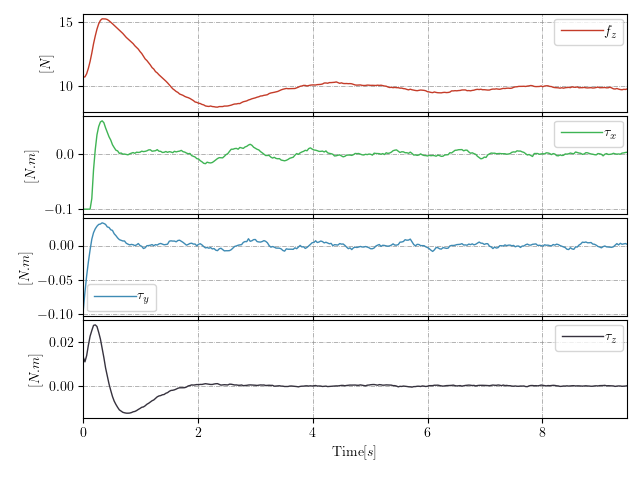 15
10
[N]
f_z
0.0
−0.1
[N.m]
τ_x
0.00
−0.05
−0.10
[N.m]
τ_y
0.02
0.00
[N.m]
τ_z
0 2 4 6 8
Time[s]